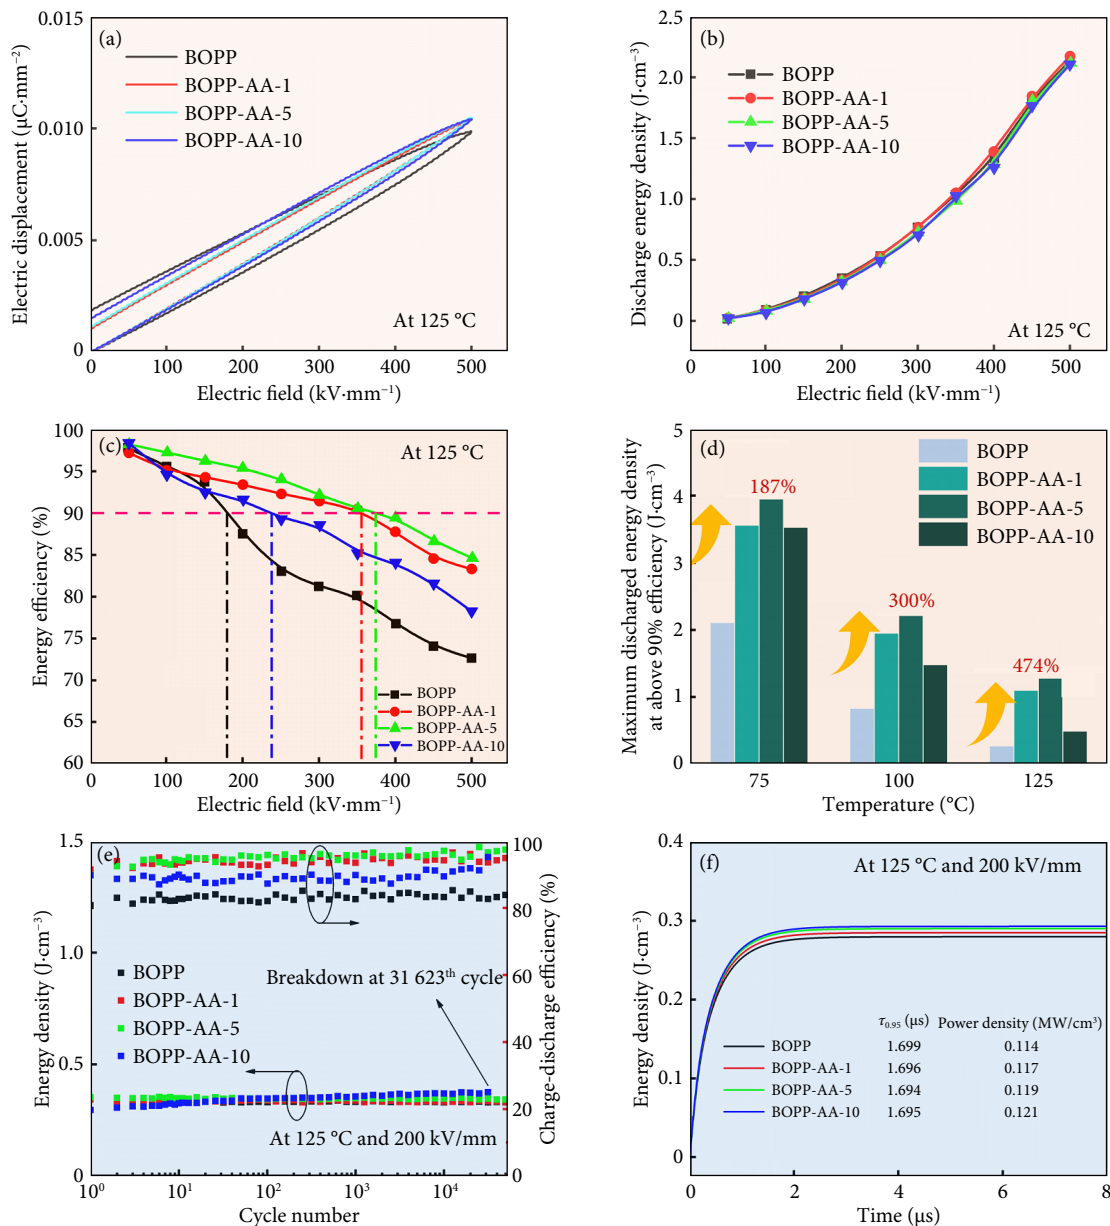 (a)
BOPP
BOPP-AA-1
BOPP-AA-5
BOPP-AA-10
At 125 °C
0.015
0.010
0.005
0
0 100 200 300 400 500
Electric displacement (μC·mm⁻²)
Electric field (kV·mm⁻¹)
(b)
BOPP
BOPP-AA-1
BOPP-AA-5
BOPP-AA-10
At 125 °C
2.5
2.0
1.5
1.0
0.5
0
0 100 200 300 400 500
Discharge energy density (J·cm⁻³)
Electric field (kV·mm⁻¹)
(c)
At 125 °C
BOPP
BOPP-AA-1
BOPP-AA-5
BOPP-AA-10
100
95
90
85
80
75
70
65
60
0 100 200 300 400 500
Energy efficiency (%)
Electric field (kV·mm⁻¹)
(d)
BOPP
BOPP-AA-1
BOPP-AA-5
BOPP-AA-10
187%
300%
474%
5
4
3
2
1
0
75 100 125
Maximum discharged energy density
at above 90% efficiency (J·cm⁻³)
Temperature (°C)
(e)
BOPP
BOPP-AA-1
BOPP-AA-5
BOPP-AA-10
Breakdown at 31 623ᵗʰ cycle
At 125 °C and 200 kV/mm
1.5
1.0
0.5
0
100
80
60
40
20
0
10⁰ 10¹ 10² 10³ 10⁴
Energy density (J·cm⁻³)
Charge-discharge efficiency (%)
Cycle number
(f)
At 125 °C and 200 kV/mm
τ₀.₉₅ (μs) Power density (MW/cm³)
BOPP 1.699 0.114
BOPP-AA-1 1.696 0.117
BOPP-AA-5 1.694 0.119
BOPP-AA-10 1.695 0.121
0.4
0.3
0.2
0.1
0
0 2 4 6 8
Energy density (J·cm⁻³)
Time (μs)